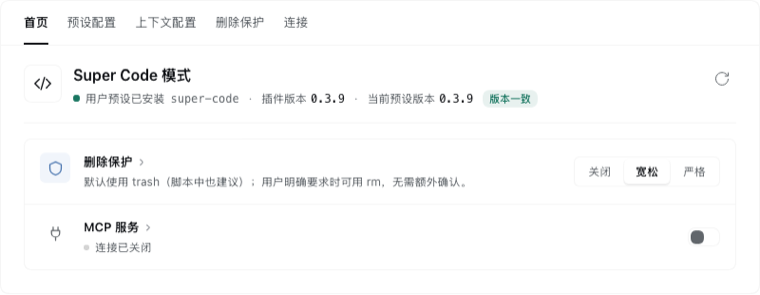 首页 预设配置 上下文配置 删除保护 连接
Super Code 模式
用户预设已安装 super-code · 插件版本 0.3.9 · 当前预设版本 0.3.9 版本一致
删除保护
默认使用 trash（脚本中也建议）；用户明确要求时可用 rm，无需额外确认。
关闭 宽松 严格
MCP 服务
连接已关闭